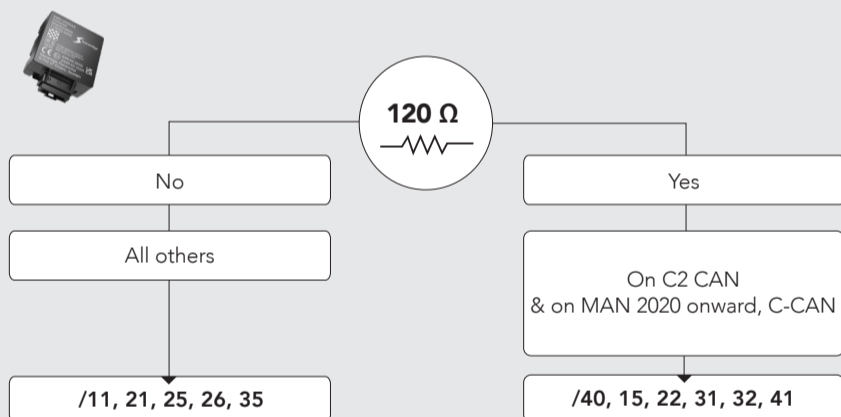 120 Ω
No
Yes
All others
On C2 CAN
& on MAN 2020 onward, C-CAN
/11, 21, 25, 26, 35
/40, 15, 22, 31, 32, 41